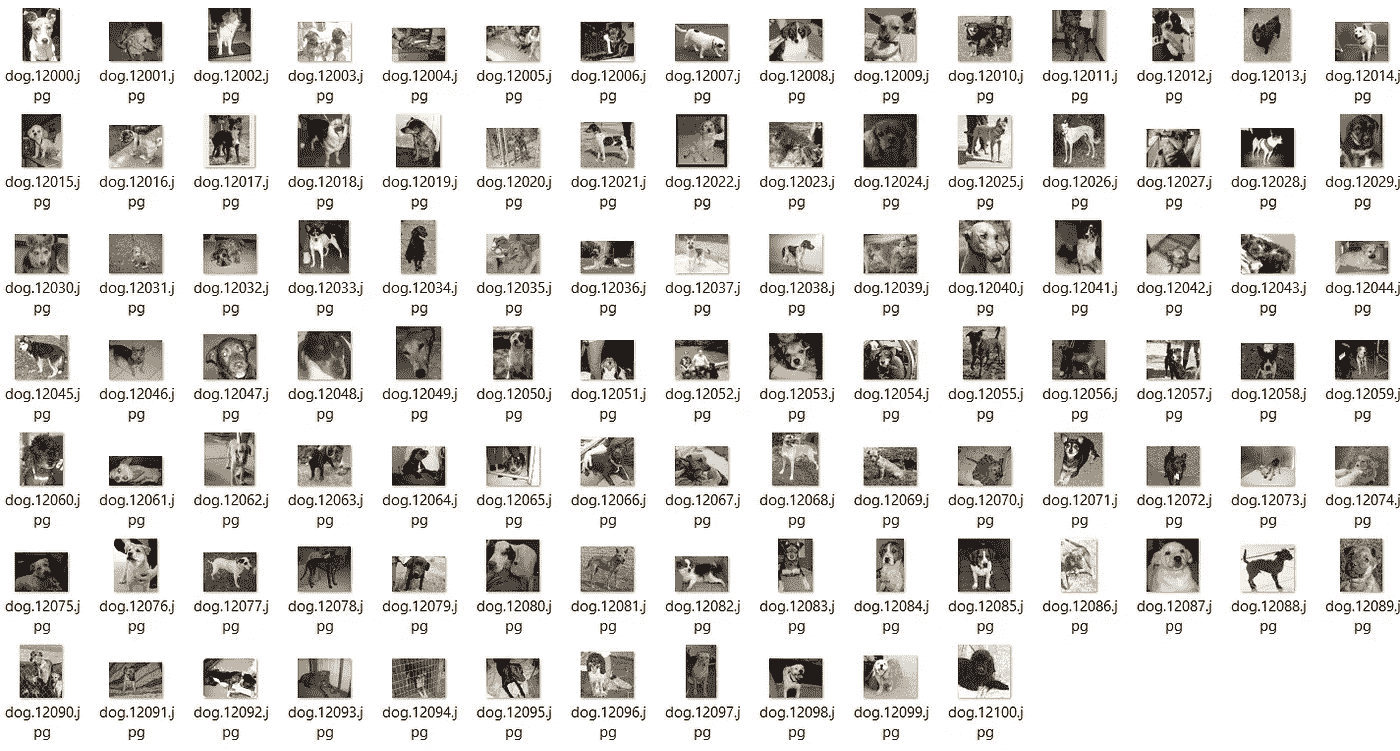 dog.12000.j dog.12001.j dog.12002.j dog.12003.j dog.12004.j dog.12005.j dog.12006.j dog.12007.j dog.12008.j dog.12009.j dog.12010.j dog.12011.j dog.12012.j dog.12013.j dog.12014.j
pg pg pg pg pg pg pg pg pg pg pg pg pg pg pg
dog.12015.j dog.12016.j dog.12017.j dog.12018.j dog.12019.j dog.12020.j dog.12021.j dog.12022.j dog.12023.j dog.12024.j dog.12025.j dog.12026.j dog.12027.j dog.12028.j dog.12029.j
pg pg pg pg pg pg pg pg pg pg pg pg pg pg pg
dog.12030.j dog.12031.j dog.12032.j dog.12033.j dog.12034.j dog.12035.j dog.12036.j dog.12037.j dog.12038.j dog.12039.j dog.12040.j dog.12041.j dog.12042.j dog.12043.j dog.12044.j
pg pg pg pg pg pg pg pg pg pg pg pg pg pg pg
dog.12045.j dog.12046.j dog.12047.j dog.12048.j dog.12049.j dog.12050.j dog.12051.j dog.12052.j dog.12053.j dog.12054.j dog.12055.j dog.12056.j dog.12057.j dog.12058.j dog.12059.j
pg pg pg pg pg pg pg pg pg pg pg pg pg pg pg
dog.12060.j dog.12061.j dog.12062.j dog.12063.j dog.12064.j dog.12065.j dog.12066.j dog.12067.j dog.12068.j dog.12069.j dog.12070.j dog.12071.j dog.12072.j dog.12073.j dog.12074.j
pg pg pg pg pg pg pg pg pg pg pg pg pg pg pg
dog.12075.j dog.12076.j dog.12077.j dog.12078.j dog.12079.j dog.12080.j dog.12081.j dog.12082.j dog.12083.j dog.12084.j dog.12085.j dog.12086.j dog.12087.j dog.12088.j dog.12089.j
pg pg pg pg pg pg pg pg pg pg pg pg pg pg pg
dog.12090.j dog.12091.j dog.12092.j dog.12093.j dog.12094.j dog.12095.j dog.12096.j dog.12097.j dog.12098.j dog.12099.j dog.12100.j
pg pg pg pg pg pg pg pg pg pg pg